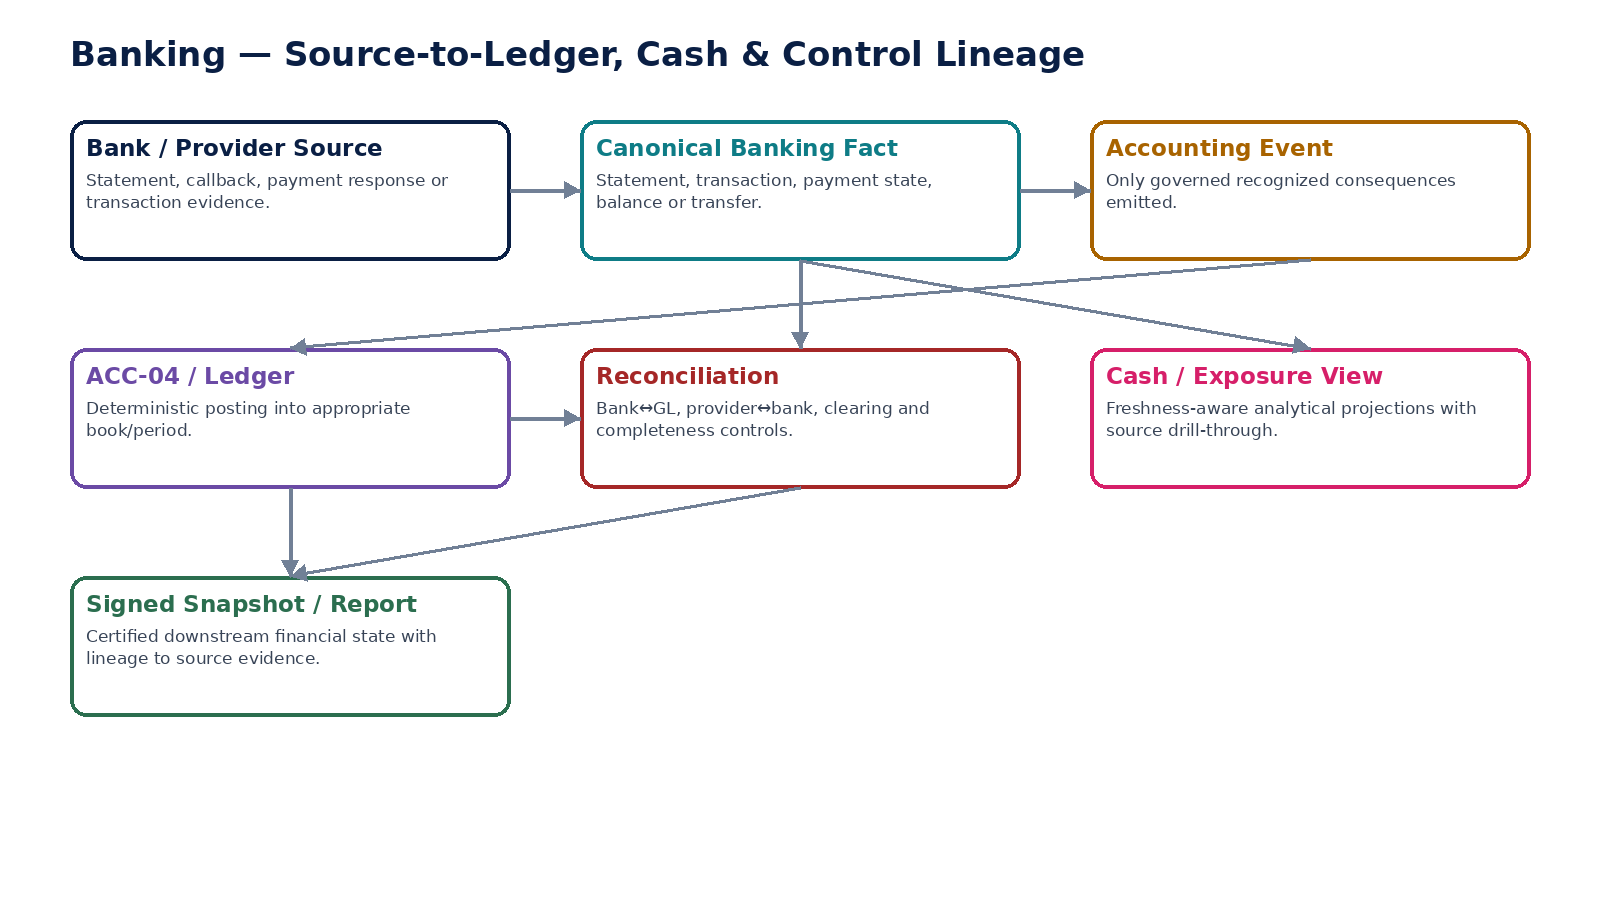 Banking — Source-to-Ledger, Cash & Control Lineage
Bank / Provider Source
Statement, callback, payment response or
transaction evidence.
Canonical Banking Fact
Statement, transaction, payment state,
balance or transfer.
Accounting Event
Only governed recognized consequences
emitted.
ACC-04 / Ledger
Deterministic posting into appropriate
book/period.
Reconciliation
Bank↔GL, provider↔bank, clearing and
completeness controls.
Cash / Exposure View
Freshness-aware analytical projections with
source drill-through.
Signed Snapshot / Report
Certified downstream financial state with
lineage to source evidence.